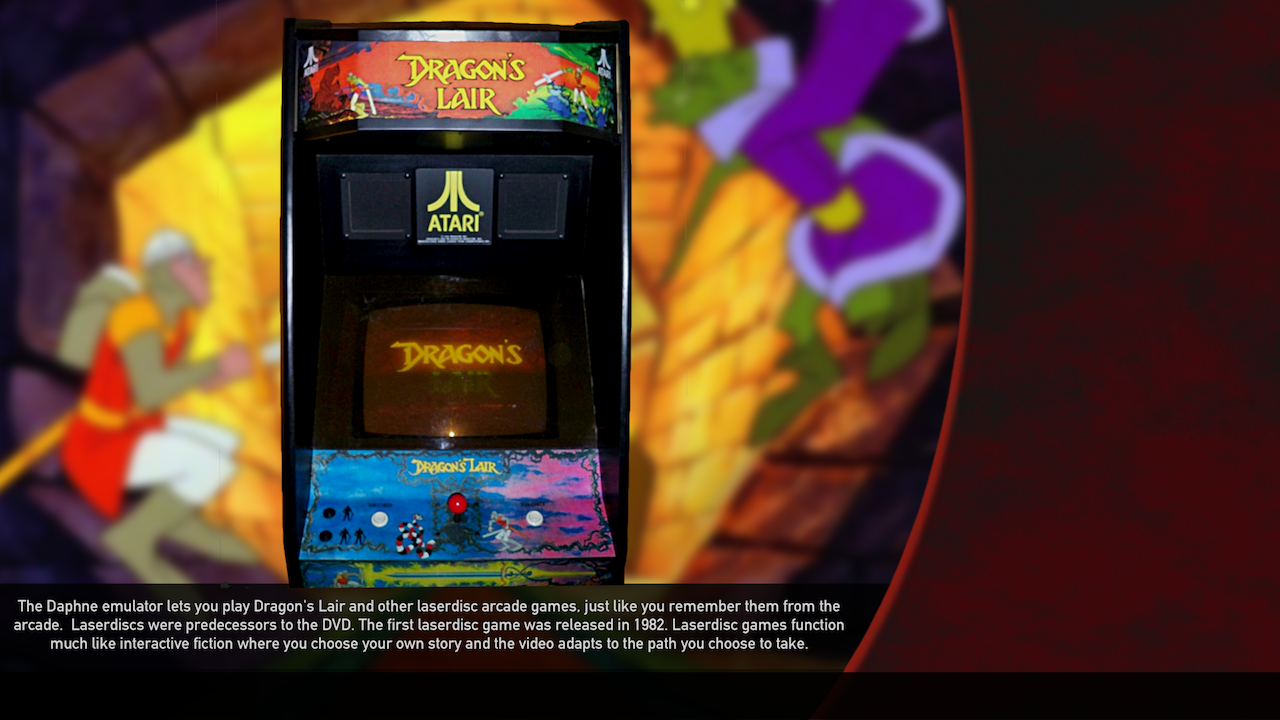 DRAGON'S
LAIR
ATARI
DRAGON'S
DRAGON'S LAIR
The Daphne emulator lets you play Dragon's Lair and other laserdisc arcade games, just like you remember them from the
arcade.  Laserdiscs were predecessors to the DVD. The first laserdisc game was released in 1982. Laserdisc games function
much like interactive fiction where you choose your own story and the video adapts to the path you choose to take.